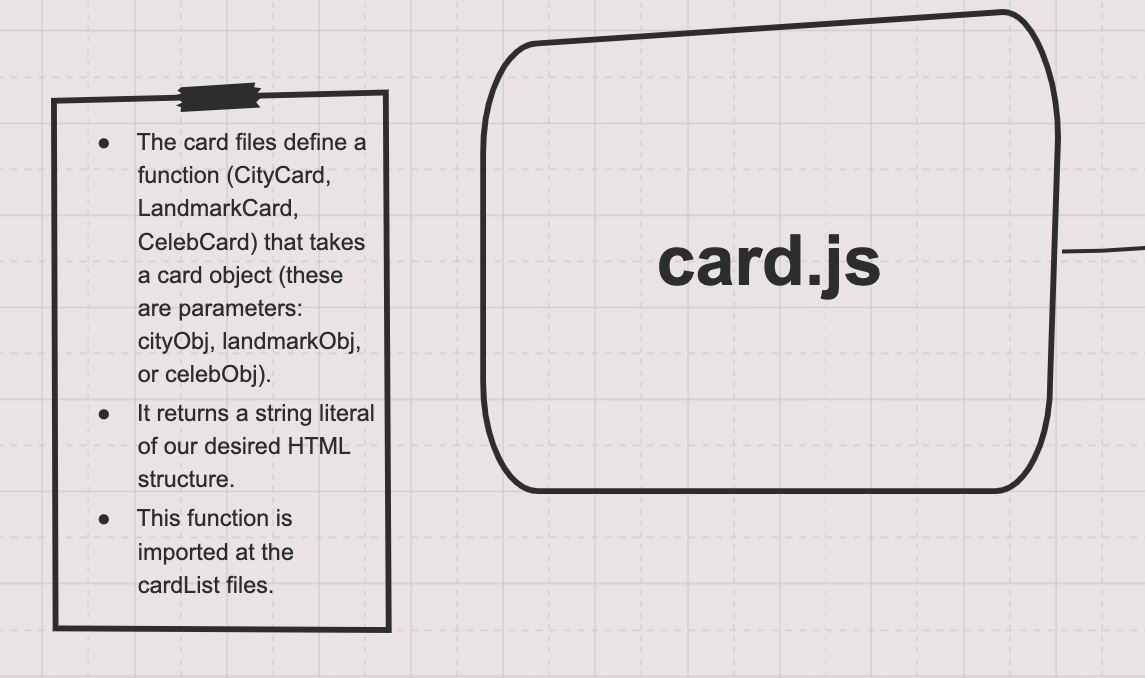 ● The card files define a
function (CityCard,
LandmarkCard,
CelebCard) that takes
a card object (these
are parameters:
cityObj, landmarkObj,
or celebObj).
● It returns a string literal
of our desired HTML
structure.
● This function is
imported at the
cardList files.
card.js